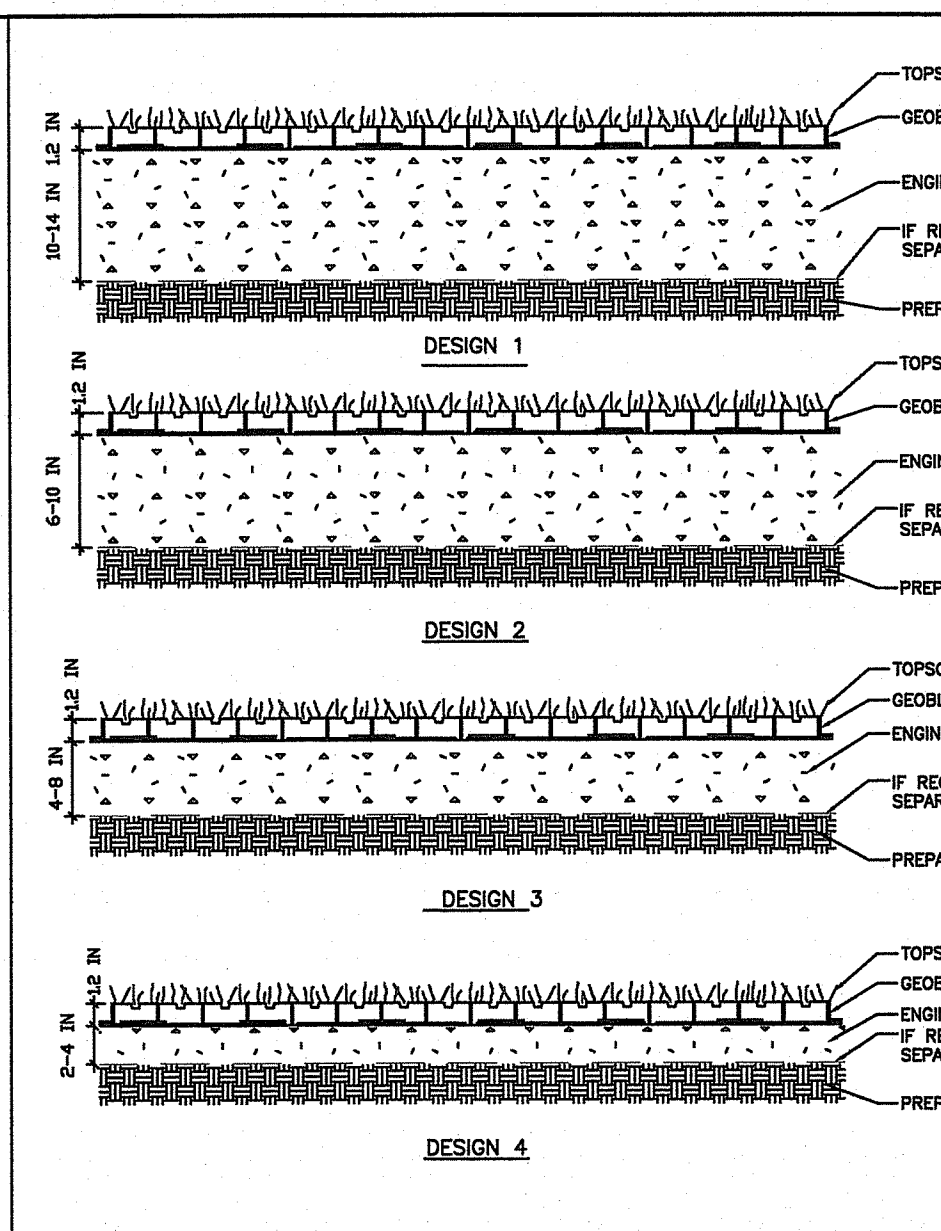 TOPS
1.2 IN
GEOB
10-14 IN
ENGI
IF RE
SEPA
PREP
DESIGN 1
TOPS
1.2 IN
GEOB
6-10 IN
ENGIN
IF RE
SEPA
PREP
DESIGN 2
TOPSO
1.2 IN
GEOBL
ENGIN
4-8 IN
IF REQ
SEPAR
PREPA
DESIGN 3
TOPS
1.2 IN
GEOB
ENGI
2-4 IN
IF RE
SEPA
PREP
DESIGN 4